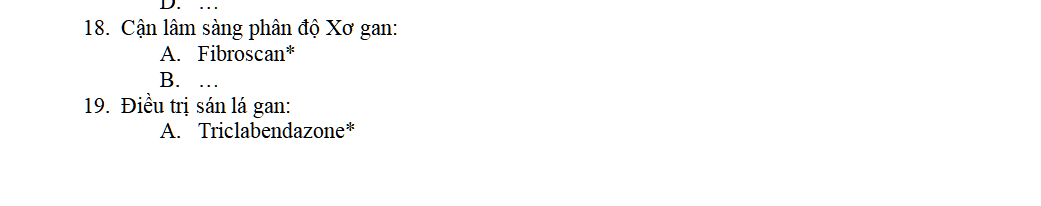 D. …
18. Cận lâm sàng phân độ Xơ gan:
A. Fibroscan*
B. …
19. Điều trị sán lá gan:
A. Triclabendazone*